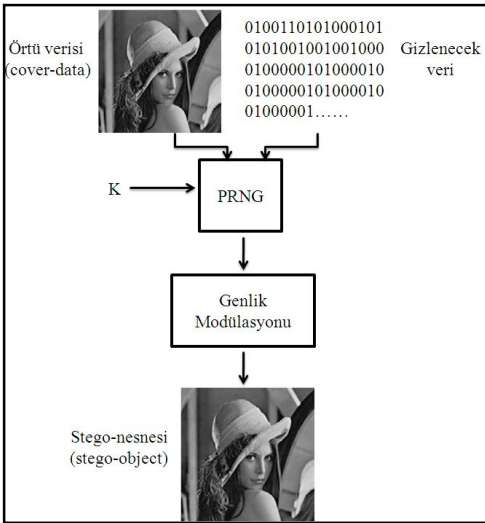 Örtü verisi
(cover-data)
0100110101000101
0101001001001000
0100000101000010
0100000101000010
01000001......
Gizlenecek
veri
K
PRNG
Genlik
Modülasyonu
Stego-nesnesi
(stego-object)